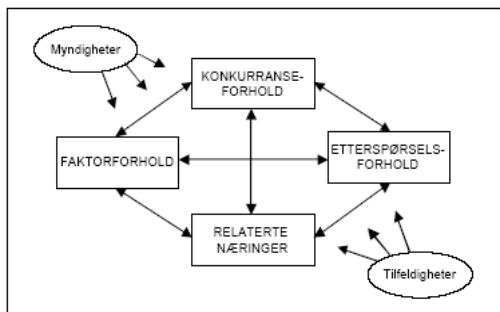 Myndigheter
KONKURRANSE-
FORHOLD
FAKTORFORHOLD
ETTERSPØRSELS-
FORHOLD
RELATERTE
NÆRINGER
Tilfeldigheter